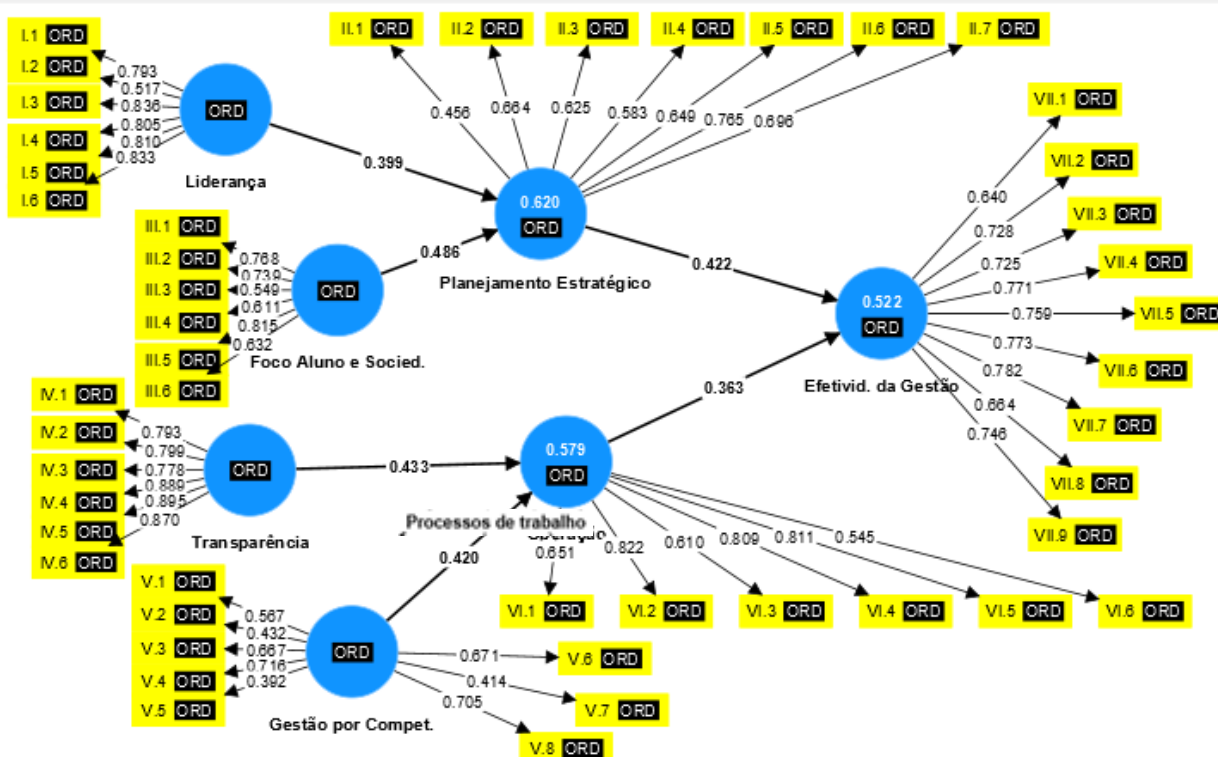 I.1 ORD
I.2 ORD
I.3 ORD
I.4 ORD
I.5 ORD
I.6 ORD
0.793
0.517
0.836
0.805
0.810
0.833
ORD
Liderança
0.399
II.1 ORD
II.2 ORD
II.3 ORD
II.4 ORD
II.5 ORD
II.6 ORD
II.7 ORD
0.456
0.664
0.625
0.583
0.649
0.765
0.696
0.620
ORD
Planejamento Estratégico
III.1 ORD
III.2 ORD
III.3 ORD
III.4 ORD
III.5 ORD
III.6 ORD
0.768
0.739
0.549
0.611
0.815
0.632
ORD
Foco Aluno e Socied.
0.486
0.422
VII.1 ORD
VII.2 ORD
VII.3 ORD
VII.4 ORD
VII.5 ORD
VII.6 ORD
VII.7 ORD
VII.8 ORD
VII.9 ORD
0.640
0.728
0.725
0.771
0.759
0.773
0.782
0.664
0.746
0.522
ORD
Efetivid. da Gestão
0.363
IV.1 ORD
IV.2 ORD
IV.3 ORD
IV.4 ORD
IV.5 ORD
IV.6 ORD
0.793
0.799
0.778
0.889
0.895
0.870
ORD
Transparência
0.433
0.579
ORD
Processos de trabalho
0.420
0.651
0.822
0.610
0.809
0.811
0.545
VI.1 ORD
VI.2 ORD
VI.3 ORD
VI.4 ORD
VI.5 ORD
VI.6 ORD
V.1 ORD
V.2 ORD
V.3 ORD
V.4 ORD
V.5 ORD
0.567
0.432
0.667
0.716
0.392
ORD
Gestão por Compet.
0.671
0.414
0.705
V.6 ORD
V.7 ORD
V.8 ORD